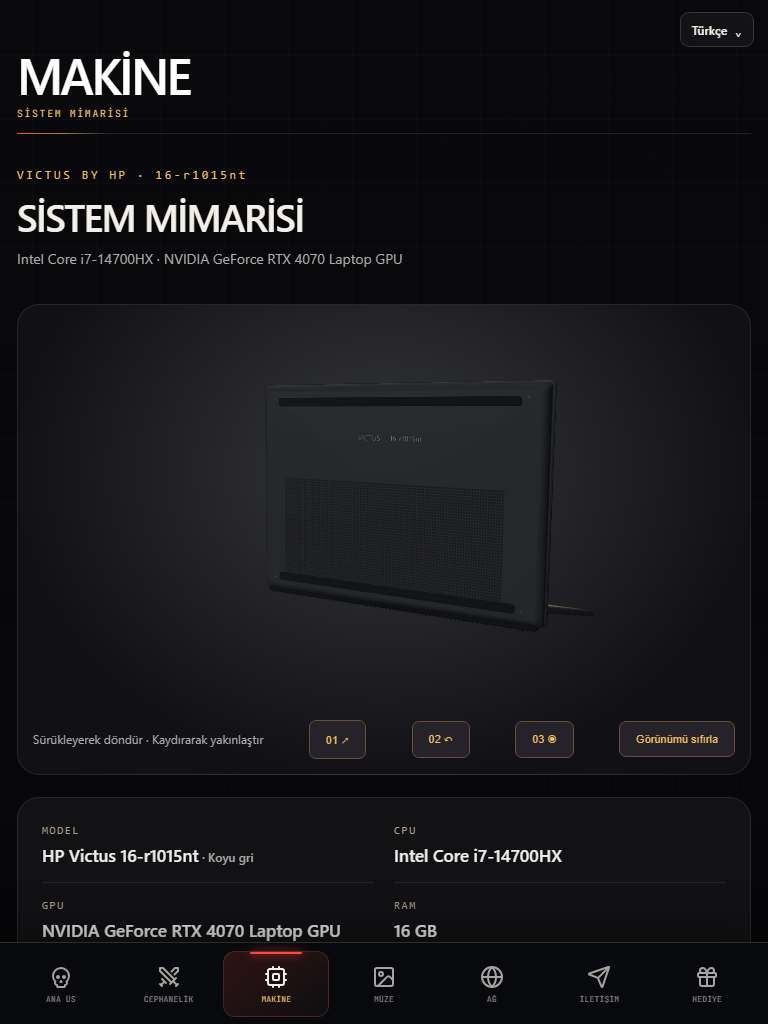 Türkçe
MAKİNE
SİSTEM MİMARİSİ
VICTUS BY HP · 16-r1015nt
SİSTEM MİMARİSİ
Intel Core i7-14700HX · NVIDIA GeForce RTX 4070 Laptop GPU
VICTUS 16-r1015nt
Sürükleyerek döndür · Kaydırarak yakınlaştır
01 ↗
02 ↶
03 ◉
Görünümü sıfırla
MODEL
HP Victus 16-r1015nt · Koyu gri
CPU
Intel Core i7-14700HX
GPU
NVIDIA GeForce RTX 4070 Laptop GPU
RAM
16 GB
ANA ÜS
CEPHANELİK
MAKİNE
MÜZE
AĞ
İLETİŞİM
HEDİYE